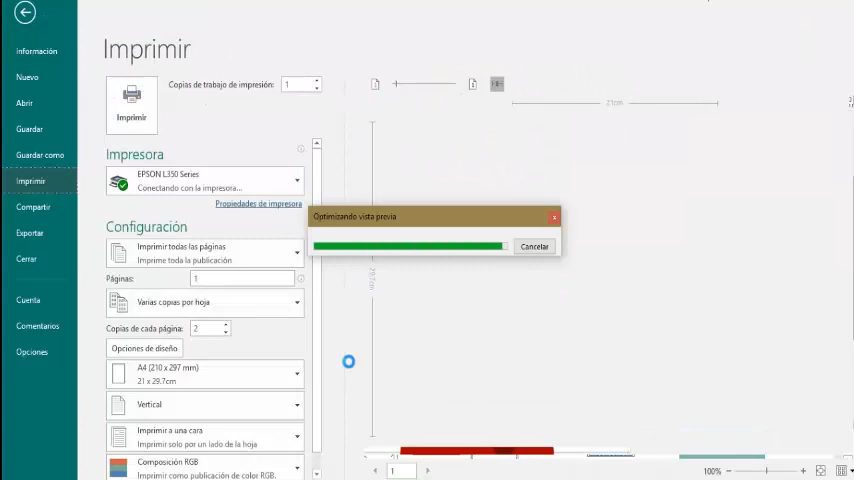 Información
Nuevo
Abrir
Guardar
Guardar como
Imprimir
Compartir
Exportar
Cerrar
Cuenta
Comentarios
Opciones
Imprimir
Imprimir
Copias de trabajo de impresión: 1
Impresora
EPSON L350 Series
Conectando con la impresora...
Propiedades de impresora
Configuración
Imprimir todas las páginas
Imprime toda la publicación
Páginas: 1
Varias copias por hoja
Copias de cada página: 2
Opciones de diseño
A4 (210 x 297 mm)
21 x 29.7cm
Vertical
Imprimir a una cara
Imprimir solo por un lado de la hoja
Composición RGB
Imprimir como publicación de color RGB.
Optimizando vista previa
Cancelar
21cm
29.7cm
1
100%